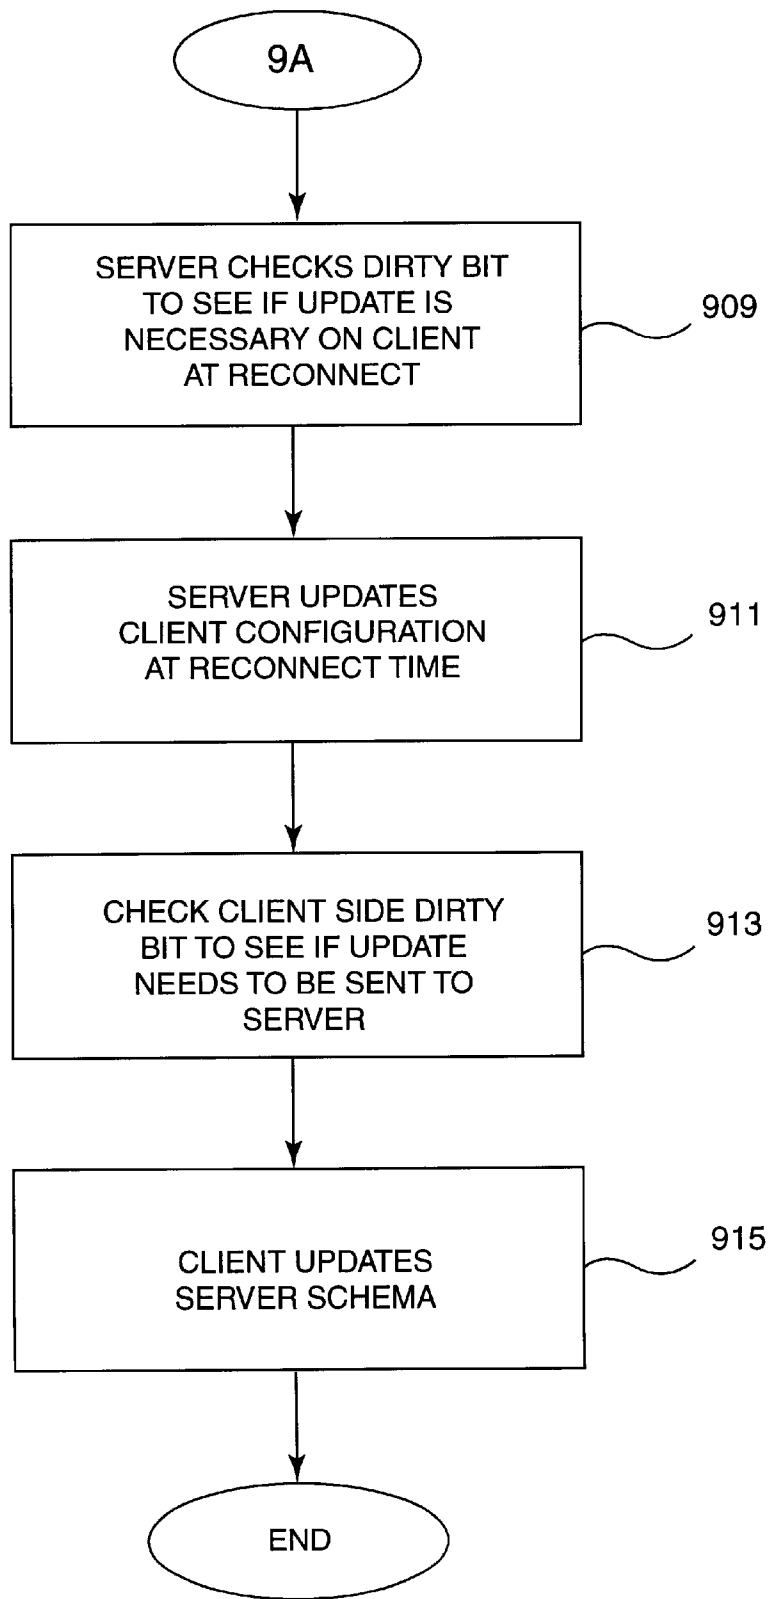 9A
SERVER CHECKS DIRTY BIT
TO SEE IF UPDATE IS
NECESSARY ON CLIENT
AT RECONNECT
909
SERVER UPDATES
CLIENT CONFIGURATION
AT RECONNECT TIME
911
CHECK CLIENT SIDE DIRTY
BIT TO SEE IF UPDATE
NEEDS TO BE SENT TO
SERVER
913
CLIENT UPDATES
SERVER SCHEMA
915
END